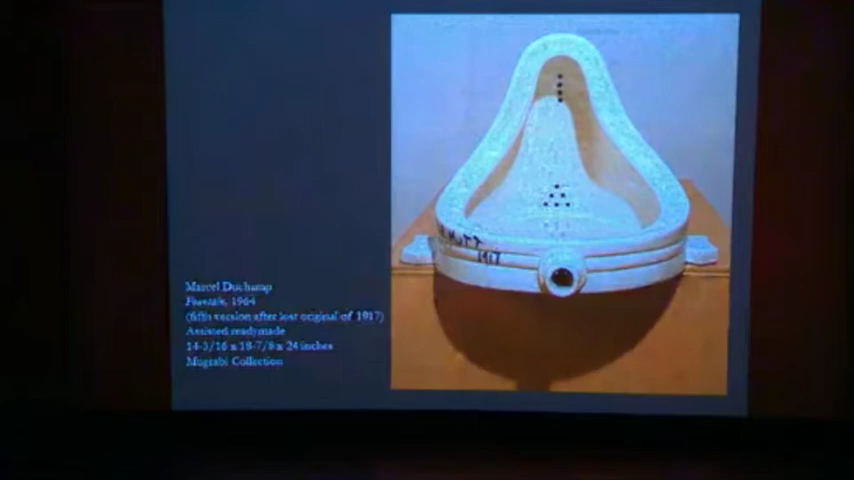 Marcel Duchamp
Fountain, 1964
(fifth version after lost original of 1917)
Assisted readymade
14-3/16 x 18-7/8 x 24 inches
Mugrabi Collection
MUTT
1917